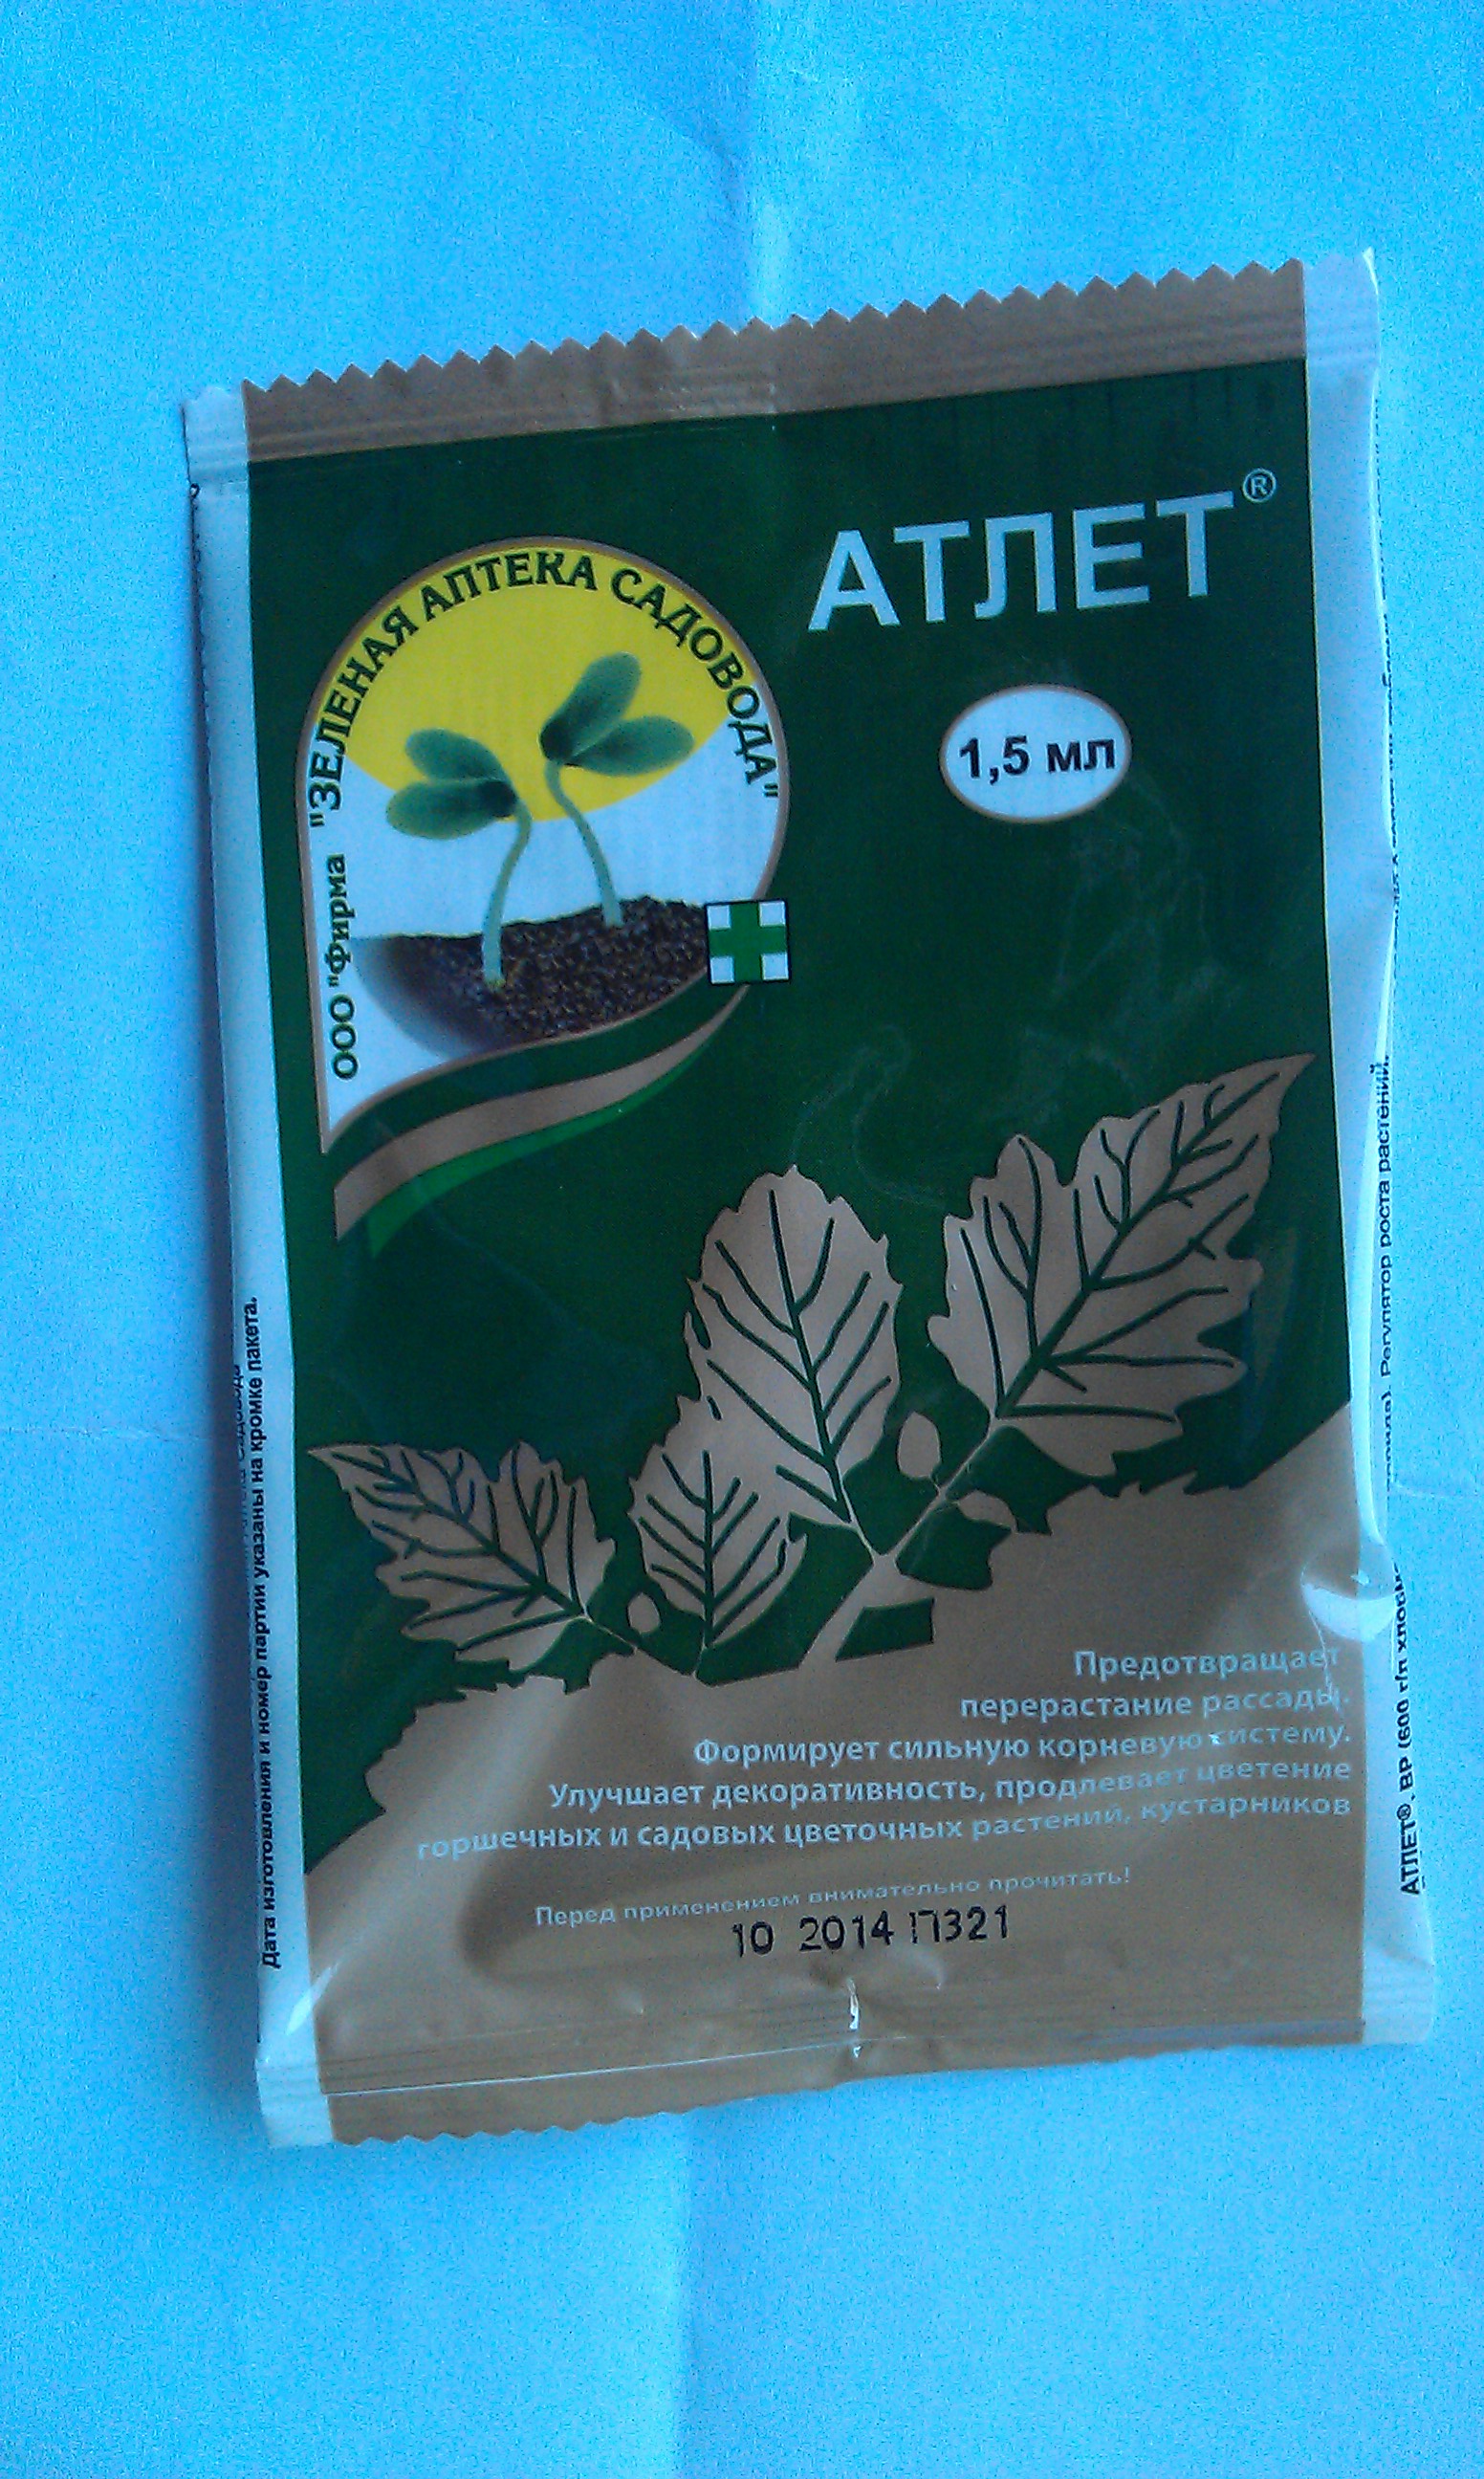 АТЛЕТ®
ООО "Фирма "ЗЕЛЕНАЯ АПТЕКА САДОВОДА"
1,5 мл
Предотвращает
перерастание рассады.
Формирует сильную корневую систему.
Улучшает декоративность, продлевает цветение
горшечных и садовых цветочных растений, кустарников
Перед применением внимательно прочитать!
10 2014 П321
Дата изготовления и номер партии указаны на кромке пакета.
АТЛЕТ®, ВР (600 г/л Регулятор роста растений.